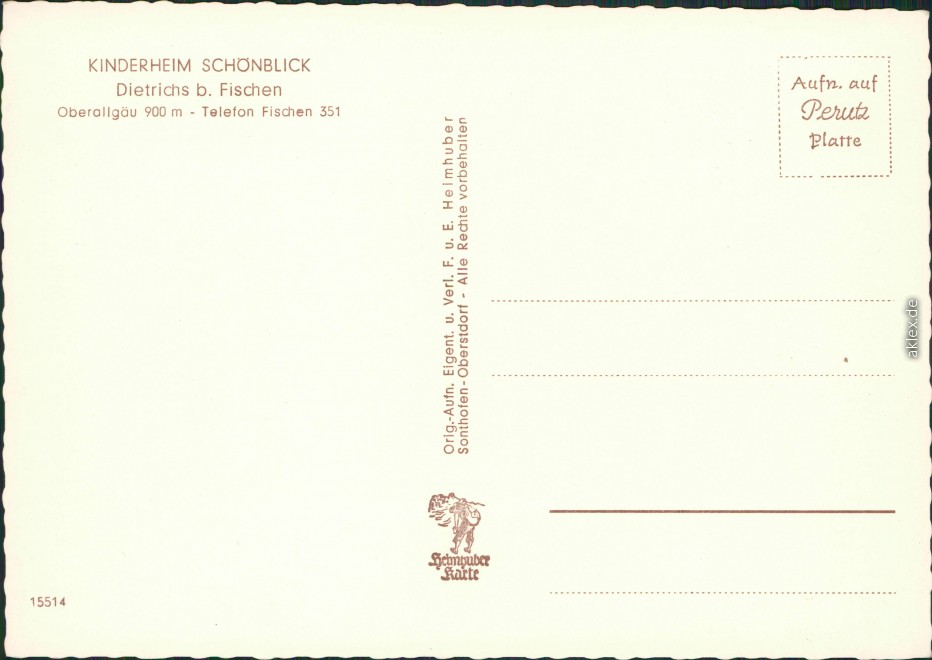 KINDERHEIM SCHÖNBLICK
Dietrichs b. Fischen
Oberallgäu 900 m - Telefon Fischen 351
Aufn. auf
Perutz
Platte
Orig.-Aufn. Eigent. u. Verl. F. u. E. Heimhuber
Sonthofen-Oberstdorf - Alle Rechte vorbehalten
Heimhuber
Karte
15514
aklex.de